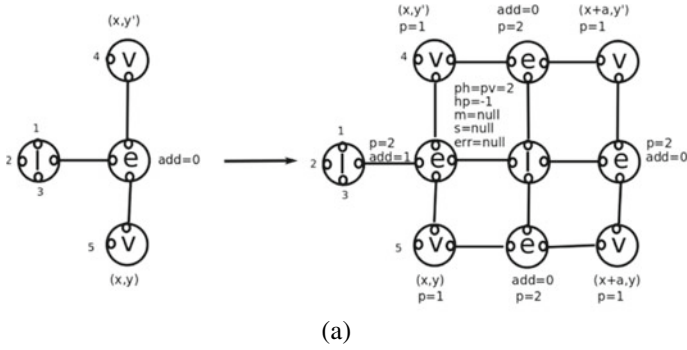 (x,y')
4 v
1
2 I e add=0
3
5 v
(x,y)
(x,y') add=0 (x+a,y')
p=1 p=2 p=1
4 v e v
ph=pv=2
hp=-1
m=null
s=null
err=null
1
p=2
add=1
2 I e i e
p=2
add=0
3
5 v e v
(x,y) add=0 (x+a,y)
p=1 p=2 p=1
(a)